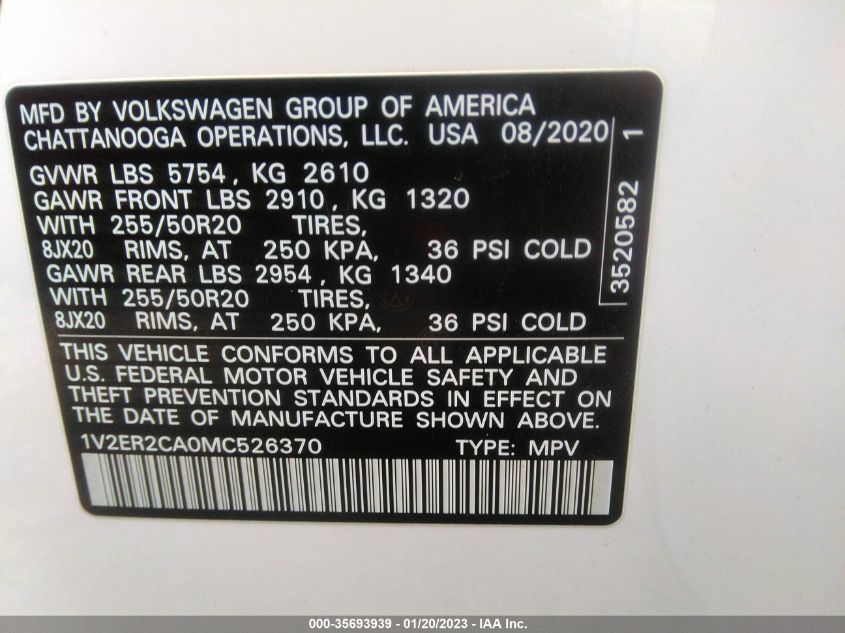 MFD BY VOLKSWAGEN GROUP OF AMERICA
CHATTANOOGA OPERATIONS, LLC. USA 08/2020
GVWR LBS 5754, KG 2610
GAWR FRONT LBS 2910, KG 1320
WITH 255/50R20 TIRES,
8JX20 RIMS, AT 250 KPA, 36 PSI COLD
GAWR REAR LBS 2954, KG 1340
WITH 255/50R20 TIRES,
8JX20 RIMS, AT 250 KPA, 36 PSI COLD
THIS VEHICLE CONFORMS TO ALL APPLICABLE
U.S. FEDERAL MOTOR VEHICLE SAFETY AND
THEFT PREVENTION STANDARDS IN EFFECT ON
THE DATE OF MANUFACTURE SHOWN ABOVE.
1V2ER2CA0MC526370 TYPE: MPV
3520582 1
000-35693939 - 01/20/2023 - IAA Inc.